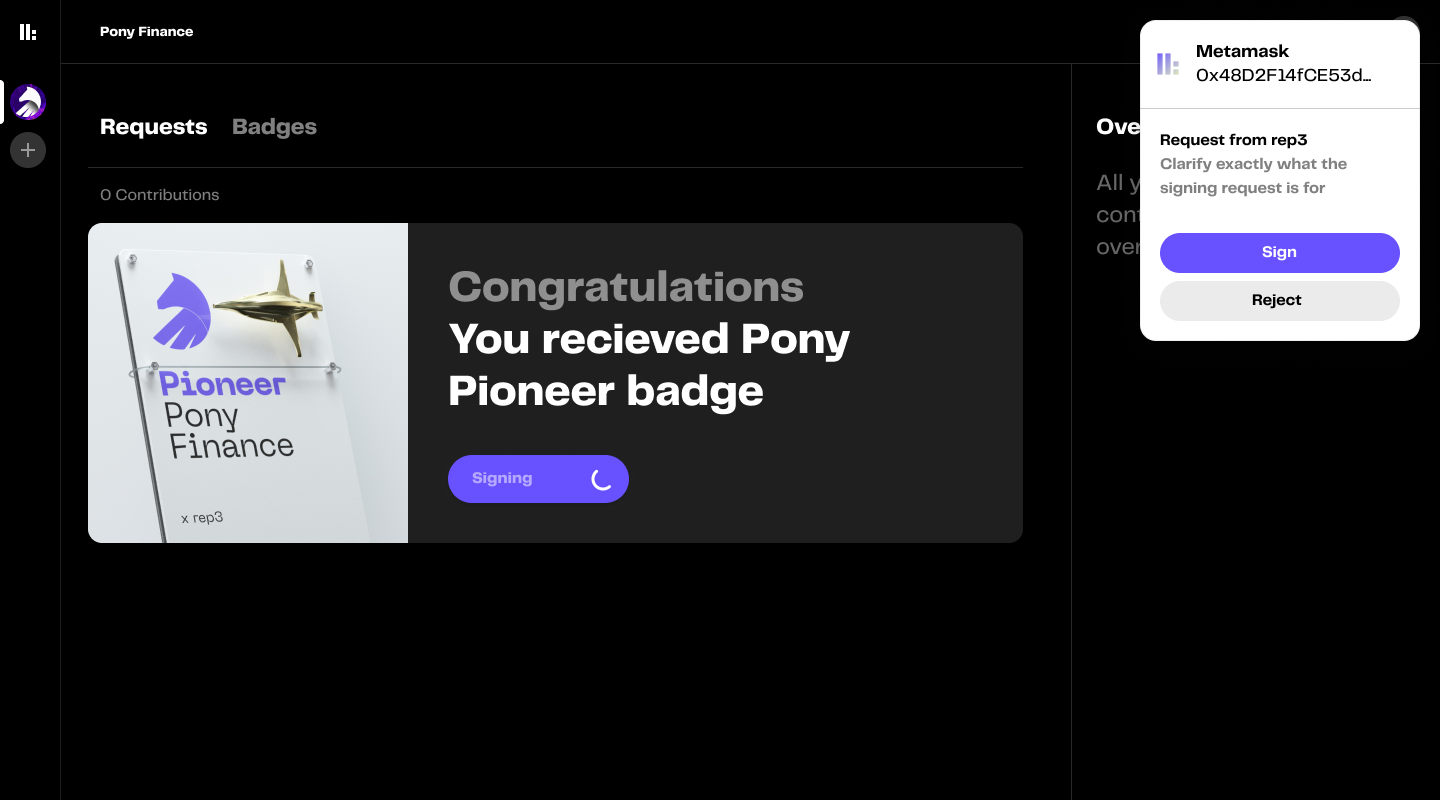 Pony Finance
Requests
Badges
0 Contributions
Pioneer
Pony
Finance
x rep3
Congratulations
You recieved Pony
Pioneer badge
Signing
Ove
All y
cont
over
Metamask
0x48D2F14fCE53d...
Request from rep3
Clarify exactly what the
signing request is for
Sign
Reject